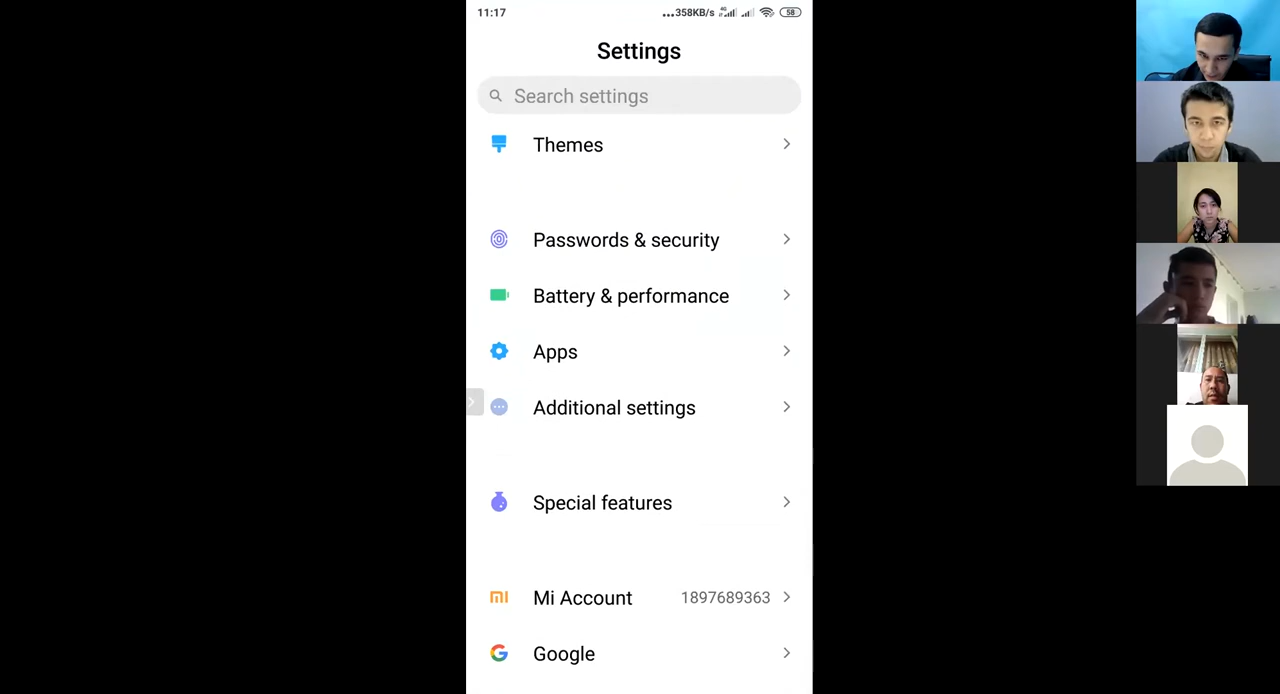 11:17
...358KB/s 4G 58
Settings
Search settings
Themes
Passwords & security
Battery & performance
Apps
Additional settings
Special features
Mi Account 1897689363
Google